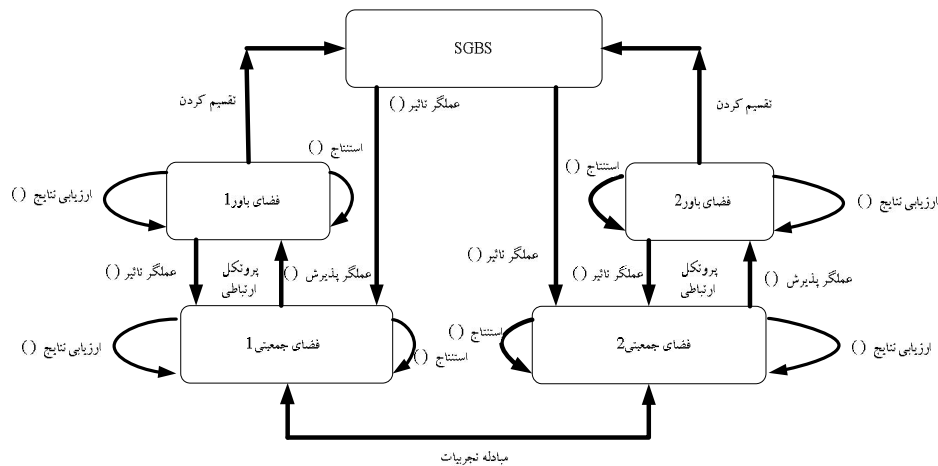 SGBS
عملگر تاثیر ( )
تقسیم کردن
تقسیم کردن
استنتاج ( )
استنتاج ( )
ارزیابی نتایج ( )
فضای باور1
فضای باور2
ارزیابی نتایج ( )
عملگر تاثیر ( )
عملگر تاثیر ( )
پروتکل
ارتباطی
عملگر پذیرش ( )
عملگر تاثیر ( )
پروتکل
ارتباطی
عملگر پذیرش ( )
ارزیابی نتایج ( )
فضای جمعیتی1
استنتاج ( )
استنتاج ( )
فضای جمعیتی2
ارزیابی نتایج ( )
مبادله تجربیات